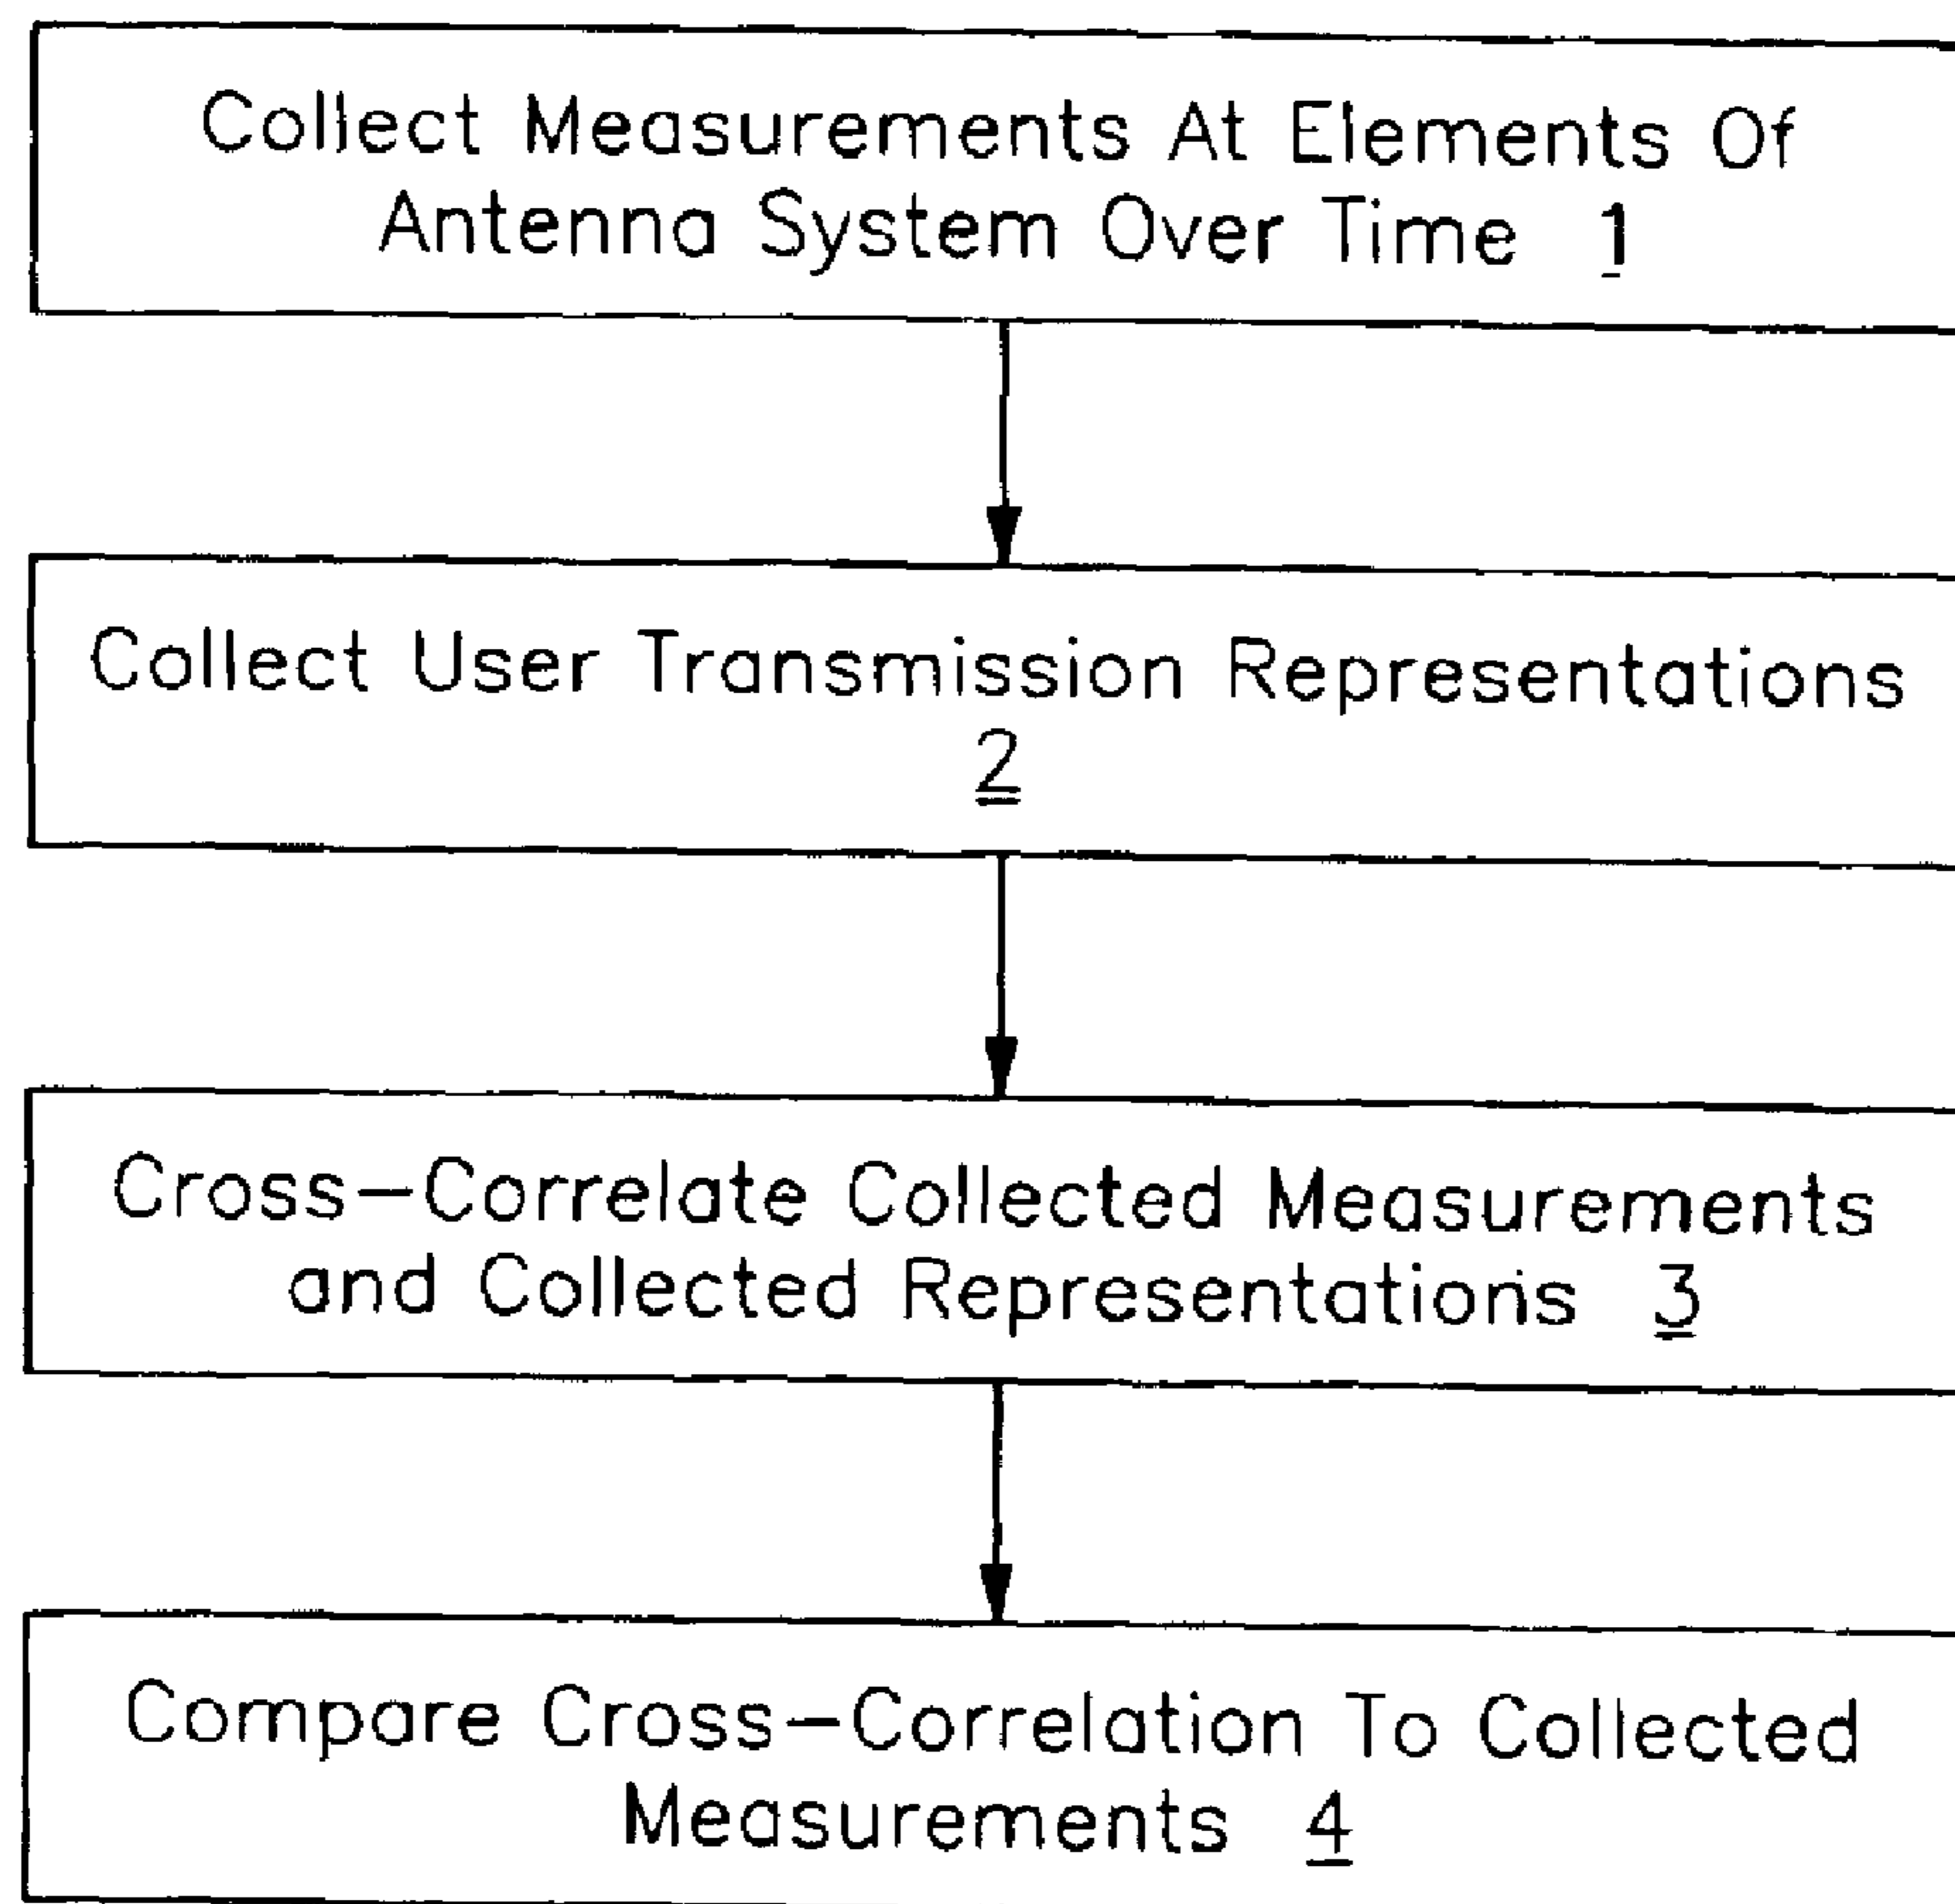 Collect Measurements At Elements Of
Antenna System Over Time 1
Collect User Transmission Representations
2
Cross-Correlate Collected Measurements
and Collected Representations 3
Compare Cross-Correlation To Collected
Measurements 4